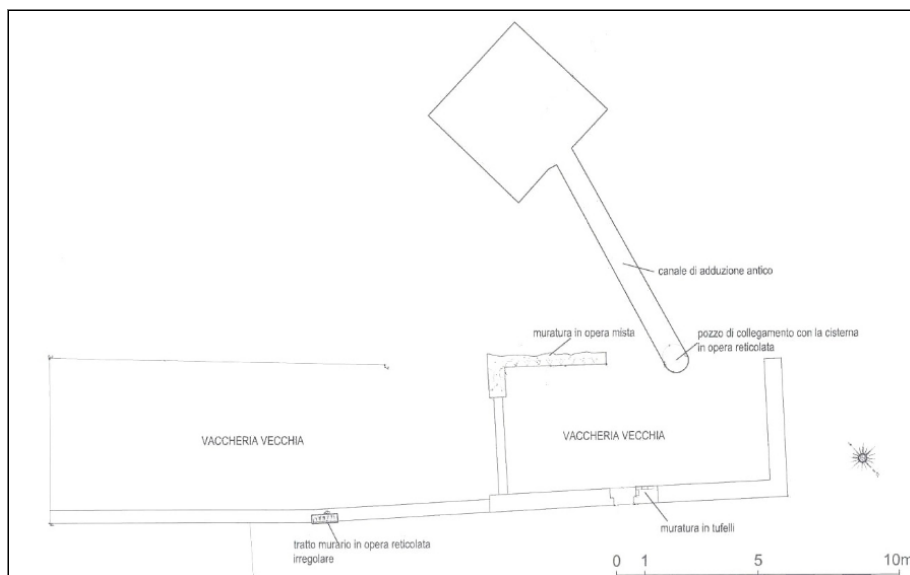 canale di adduzione antico
muratura in opera mista
pozzo di collegamento con la cisterna
in opera reticolata
VACCHERIA VECCHIA
VACCHERIA VECCHIA
muratura in tufelli
tratto murario in opera reticolata
irregolare
0 1 5 10m